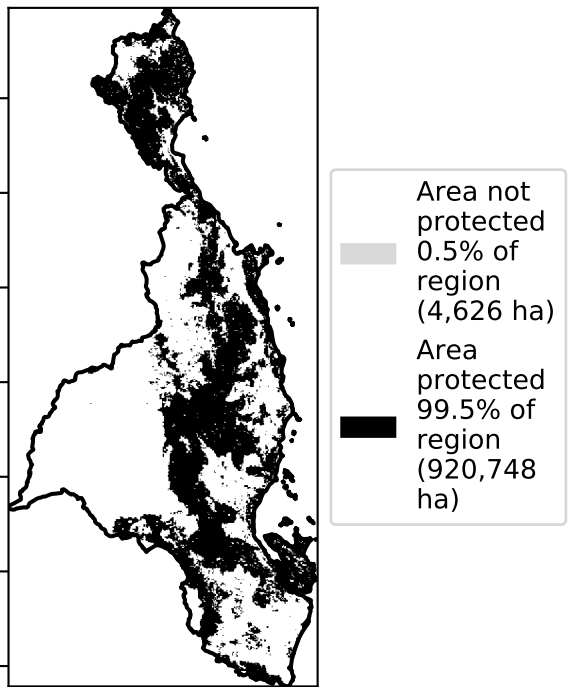 Area not
protected
0.5% of
region
(4,626 ha)
Area
protected
99.5% of
region
(920,748
ha)